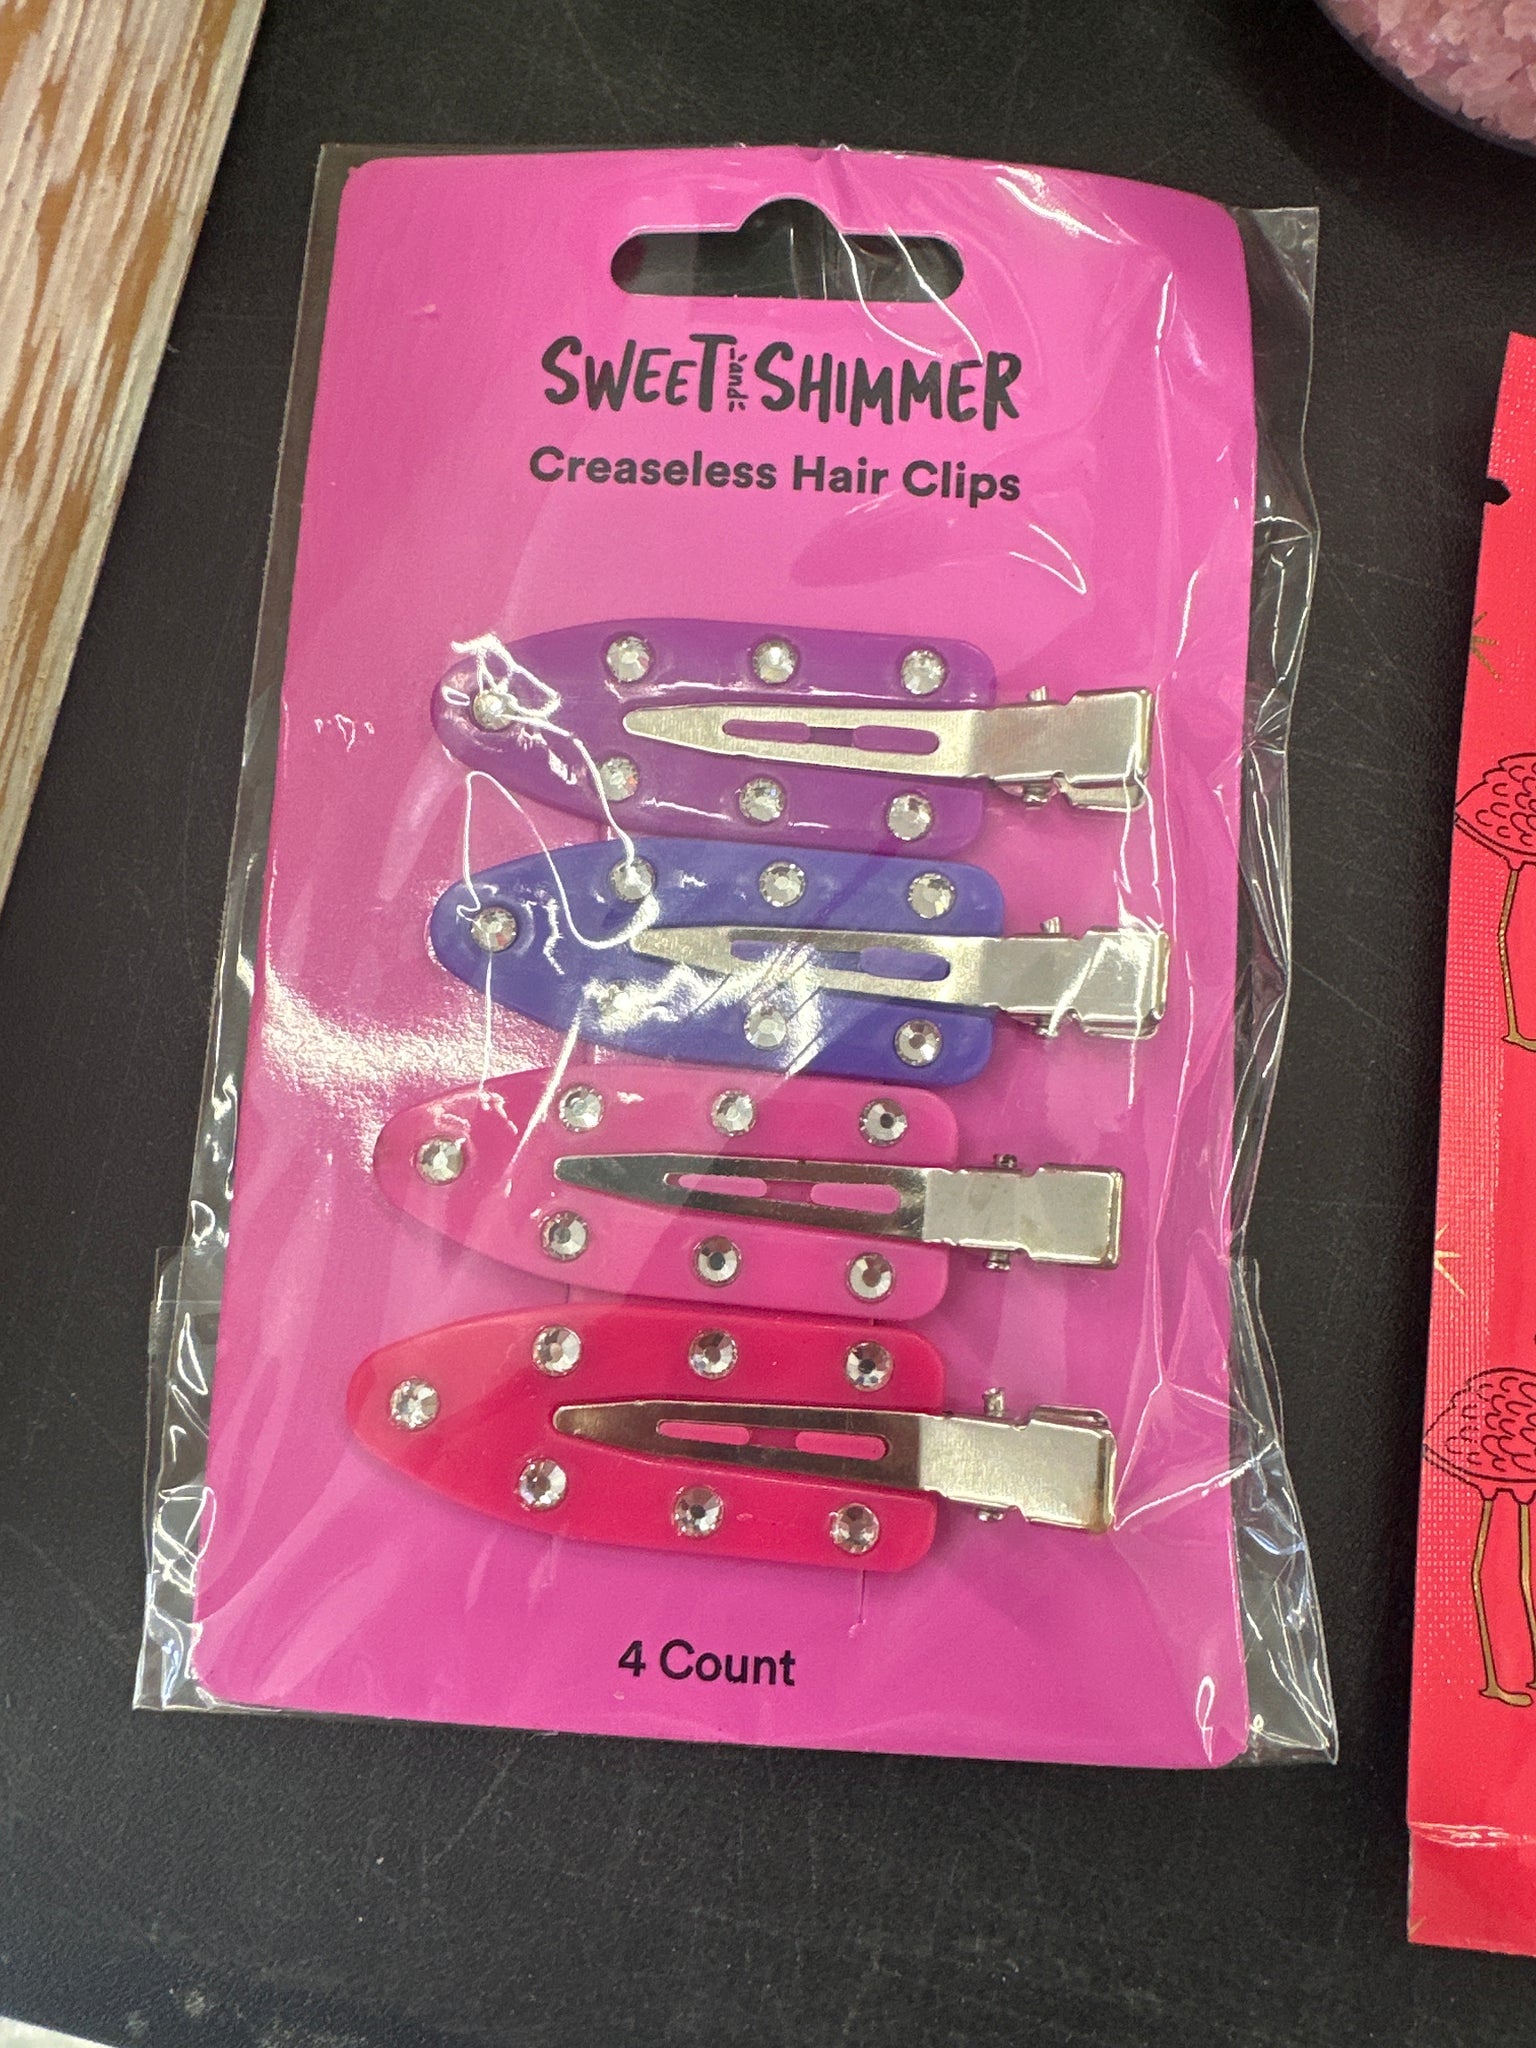 SWEET and SHIMMER
Creaseless Hair Clips
4 Count